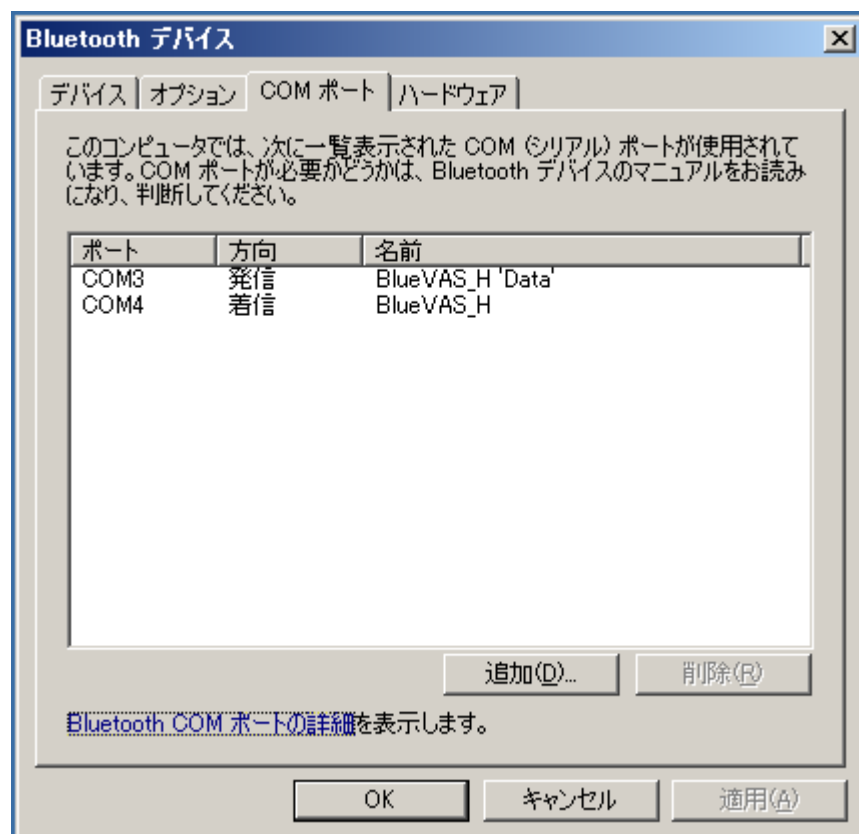 Bluetooth デバイス
デバイス オプション COM ポート ハードウェア
このコンピュータでは、次に一覧表示された COM (シリアル) ポートが使用されて
います。COM ポートが必要かどうかは、Bluetooth デバイスのマニュアルをお読み
になり、判断してください。
ポート 方向 名前
COM3 発信 BlueVAS_H 'Data'
COM4 着信 BlueVAS_H
追加(D)... 削除(R)
Bluetooth COM ポートの詳細を表示します。
OK キャンセル 適用(A)